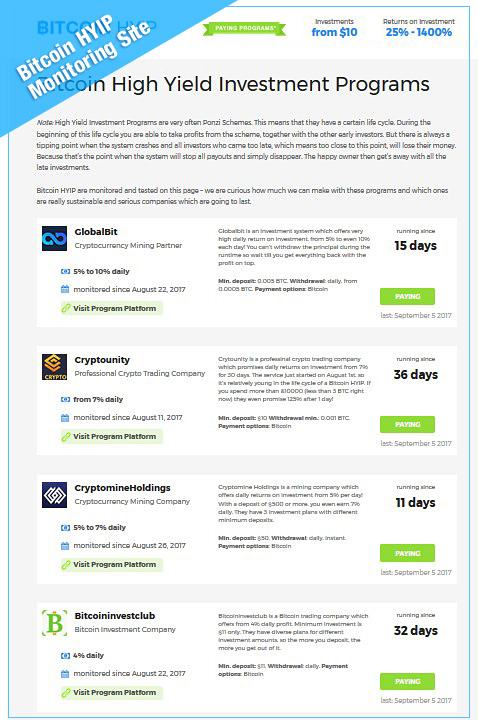 Bitcoin HYIP
Monitoring Site
BITCOIN HYIP
PAYING PROGRAMS*
Investments
from $10
Returns on Investment
25% - 1400%
Bitcoin High Yield Investment Programs
Note: High Yield Investment Programs are very often Ponzi Schemes. This means that they have a certain life cycle. During the
beginning of this life cycle you are able to take profits from the scheme, together with the other early investors. But there is always a
tipping point when the system crashes and all investors who came too late, which means too close to this point, will lose their money.
Because that's the point when the system will stop all payouts and simply disappear. The happy owner then get's away with all the
late investments.
Bitcoin HYIP are monitored and tested on this page – we are curious how much we can make with these programs and which ones
are really sustainable and serious companies which are going to last.
GlobalBit
Cryptocurrency Mining Partner
5% to 10% daily
monitored since August 22, 2017
Visit Program Platform
Globalbit is an investment system which offers very
high daily return on investment, from 5% to even 10%
each day! You can't withdraw the principal during the
runtime so wait till you get everything back with the
profit on top.
Min. deposit: 0.005 BTC. Withdrawal: daily, from
0.0005 BTC. Payment options: Bitcoin
running since
15 days
PAYING
last: September 5 2017
Cryptounity
Professional Crypto Trading Company
CRYPTO
from 7% daily
monitored since August 11, 2017
Visit Program Platform
Crytounity is a professinal crypto trading company
which promises daily returns on investment from 7%
for 30 days. The service just started on August 1st, so
it's relatively young in the life cycle of a Bitcoin HYIP. If
you spend more than $10000 (less than 3 BTC right
now) they even promise 125% after 1 day!
Min. deposit: $10 Withdrawal min.: 0.001 BTC.
Payment options: Bitcoin
running since
36 days
PAYING
last: September 5 2017
CryptomineHoldings
Cryptocurrency Mining Company
5% to 7% daily
monitored since August 26, 2017
Visit Program Platform
Cryptomine Holdings is a mining company which
offers daily returns on investment from 5% per day!
With a deposit of $500 or more, you even earn 7%
daily. They have 3 investment plans with different
minimum deposits.
Min. deposit: $50. Withdrawal: daily, instant.
Payment options: Bitcoin
running since
11 days
PAYING
last: September 5 2017
Bitcoininvestclub
Bitcoin Investment Company
4% daily
monitored since August 22, 2017
Visit Program Platform
Bitcoininvestclub is a Bitcoin trading company which
offers from 4% daily profit. Minimum investment is
$11 only. They have diverse plans for different
investment amounts, so the more you deposit, the
more you get out of it.
Min. deposit: $11. Withdrawal: daily. Payment
options: Bitcoin
running since
32 days
PAYING
last: September 5 2017